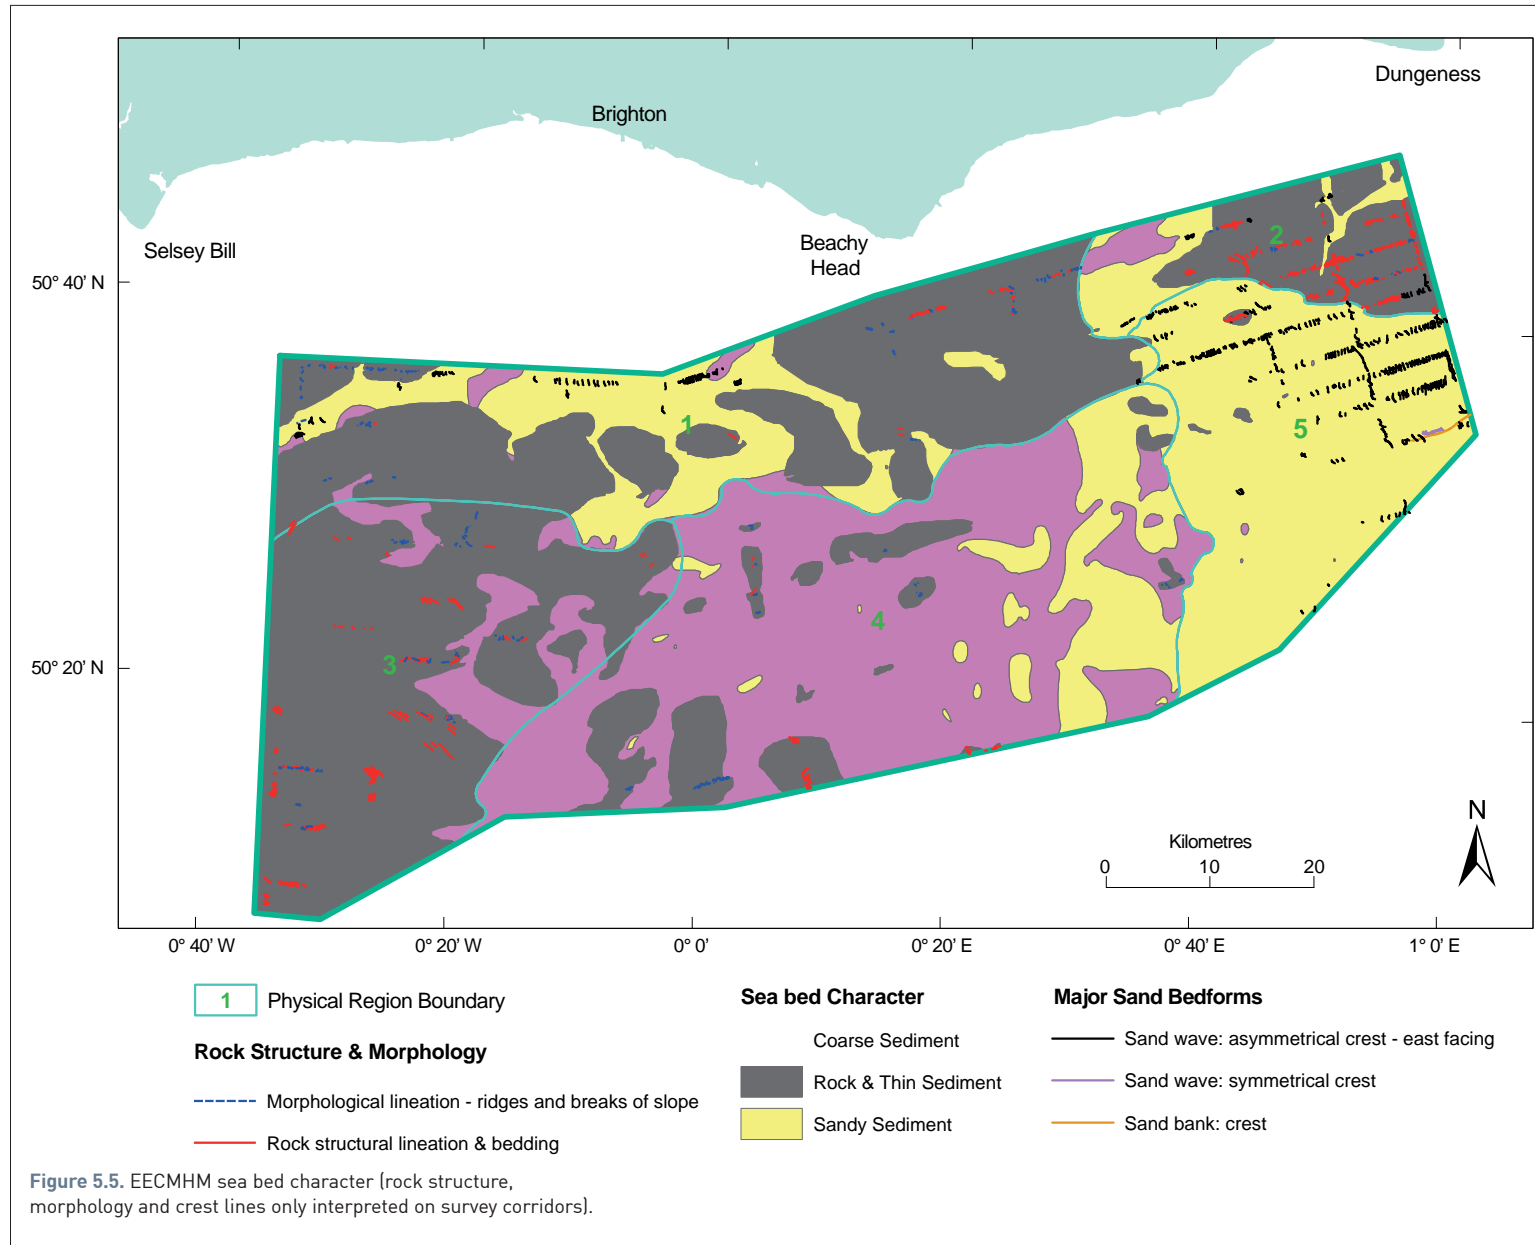 Dungeness
Brighton
Beachy
Head
Selsey Bill
50° 40' N
50° 20' N
2
1
5
4
3
N
Kilometres
0 10 20
0° 40' W 0° 20' W 0° 0' 0° 20' E 0° 40' E 1° 0' E
1 Physical Region Boundary
Rock Structure & Morphology
Morphological lineation - ridges and breaks of slope
Rock structural lineation & bedding
Sea bed Character
Coarse Sediment
Rock & Thin Sediment
Sandy Sediment
Major Sand Bedforms
Sand wave: asymmetrical crest - east facing
Sand wave: symmetrical crest
Sand bank: crest
Figure 5.5. EECMHM sea bed character (rock structure,
morphology and crest lines only interpreted on survey corridors).